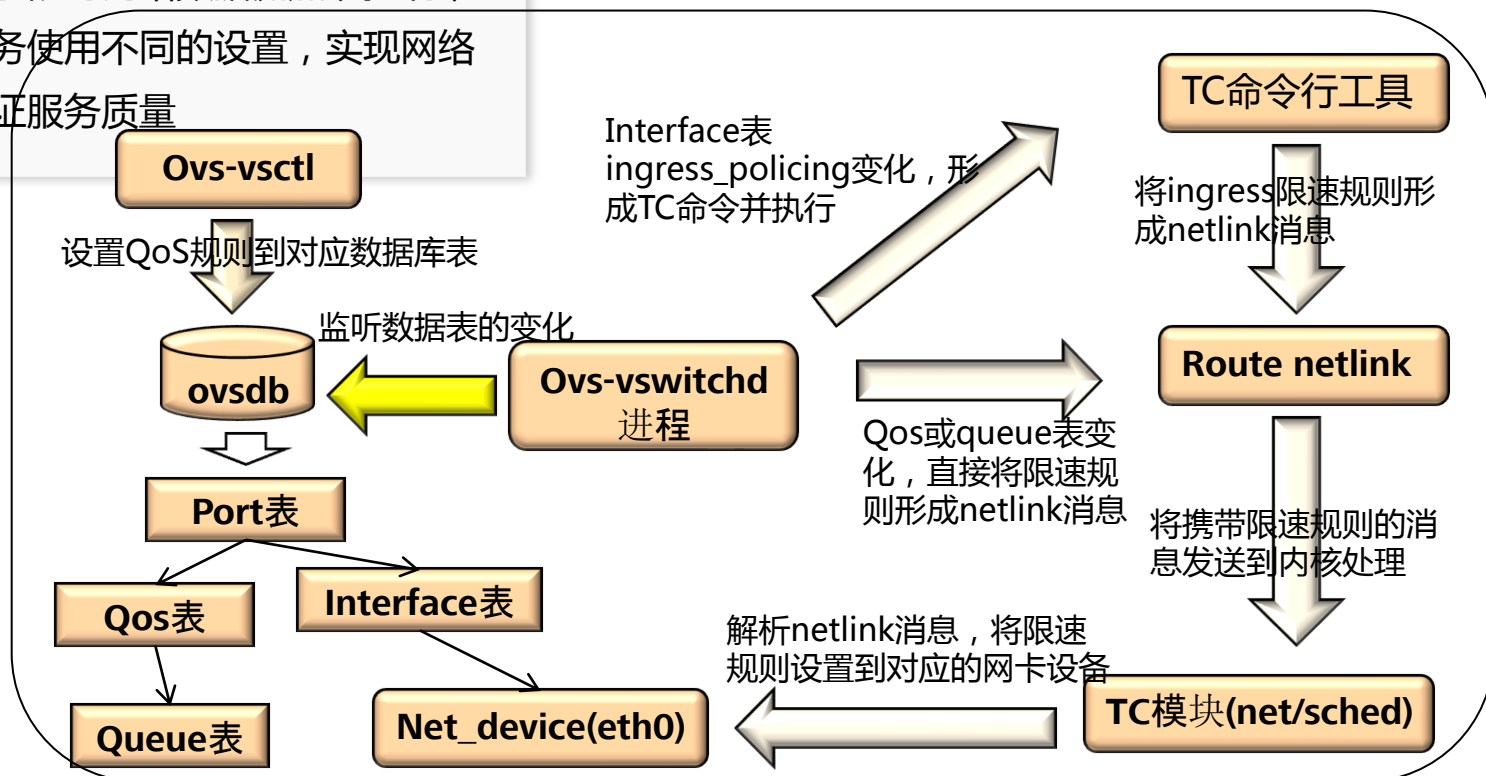 务使用不同的设置，实现网络
证服务质量
Ovs-vsctl
设置QoS规则到对应数据库表
监听数据表的变化
ovsdb
Ovs-vswitchd
进程
Port表
Qos表
Interface表
Queue表
Net_device(eth0)
Interface表
ingress_policing变化，形
成TC命令并执行
TC命令行工具
将ingress限速规则形
成netlink消息
Route netlink
Qos或queue表变
化，直接将限速规
则形成netlink消息
将携带限速规则的消
息发送到内核处理
解析netlink消息，将限速
规则设置到对应的网卡设备
TC模块(net/sched)